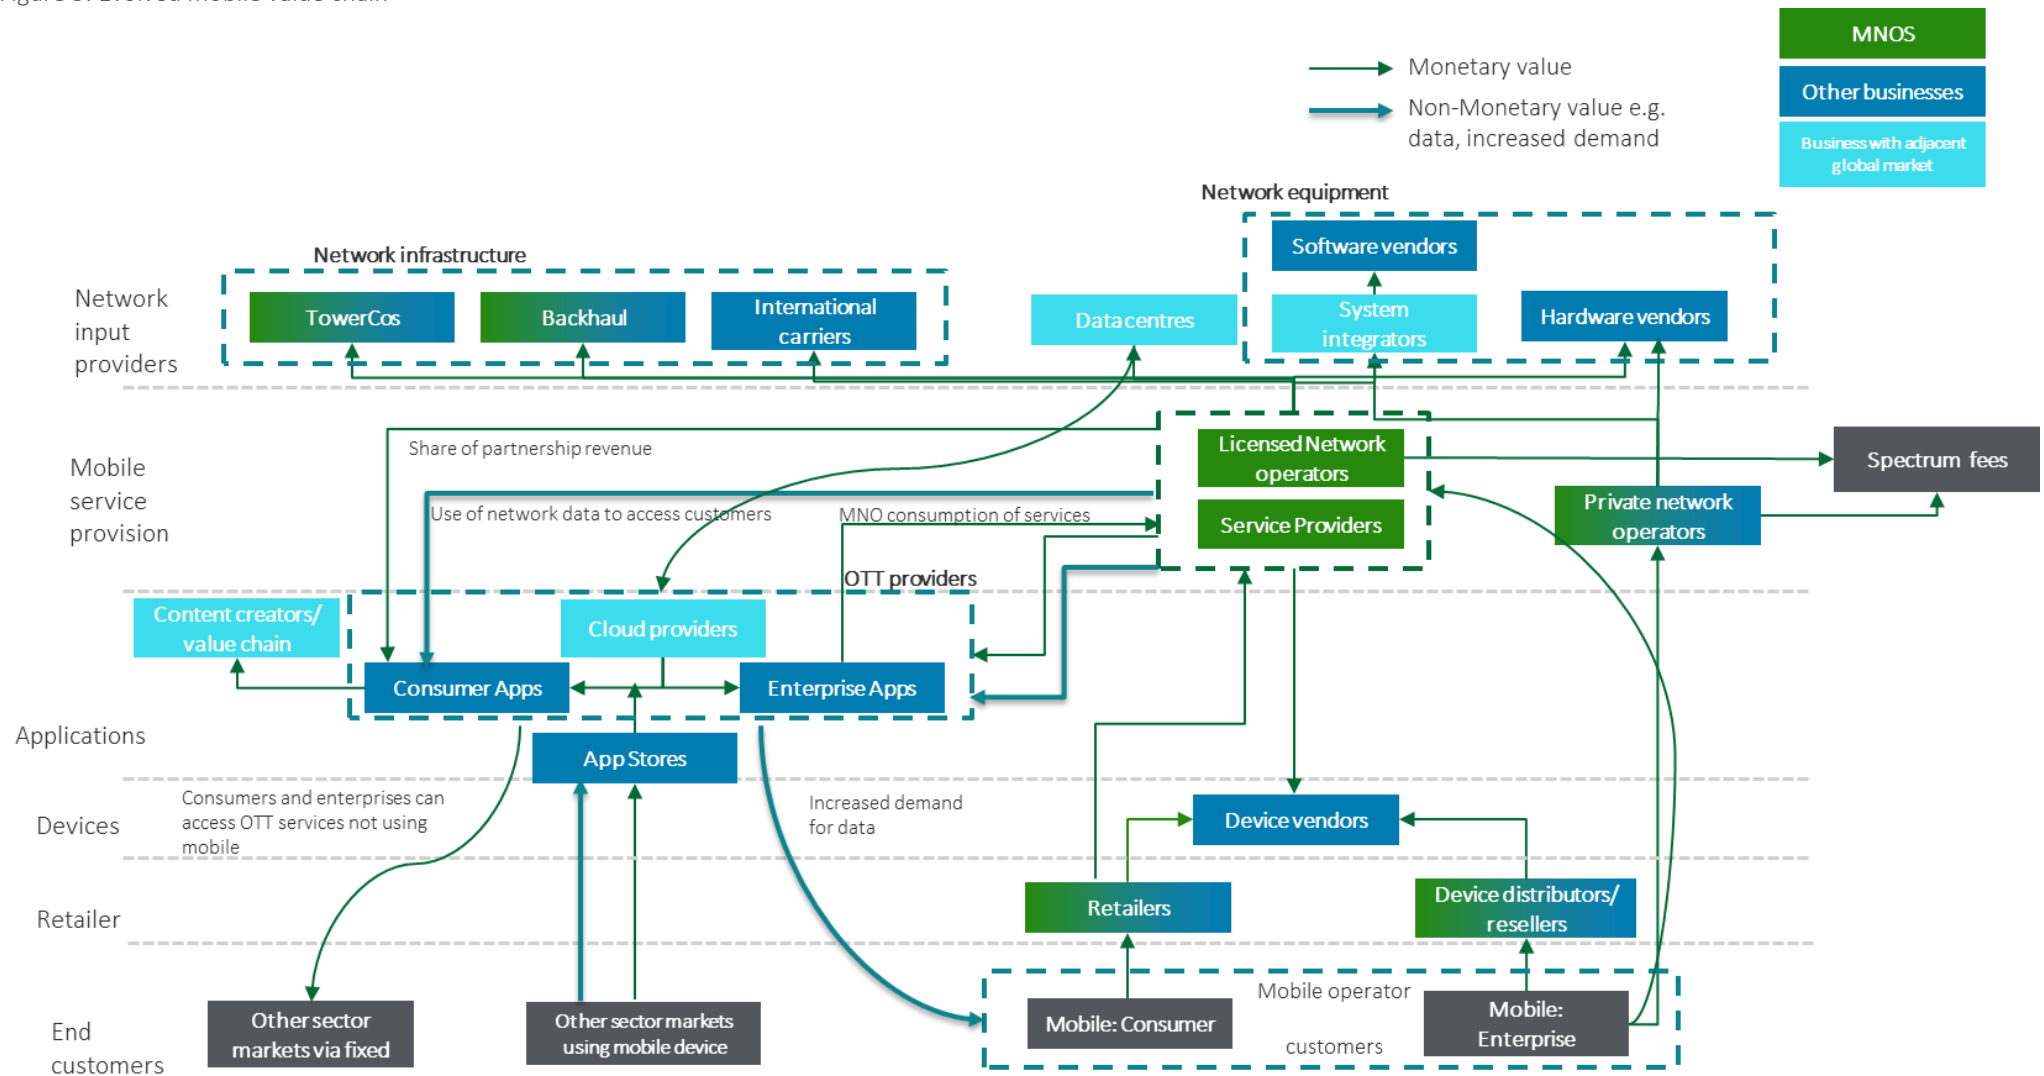 MNOS
Monetary value
Other businesses
Non-Monetary value e.g.
data, increased demand
Business with adjacent
global market
Network equipment
Network infrastructure
Software vendors
Network
input
providers
TowerCos
Backhaul
International
carriers
Data centres
System
integrators
Hardware vendors
Share of partnership revenue
Licensed Network
operators
Spectrum fees
Mobile
service
provision
Use of network data to access customers
MNO consumption of services
Service Providers
Private network
operators
OTT providers
Content creators/
value chain
Cloud providers
Consumer Apps
Enterprise Apps
Applications
App Stores
Devices
Consumers and enterprises can
access OTT services not using
mobile
Increased demand
for data
Device vendors
Retailer
Retailers
Device distributors/
resellers
End
customers
Other sector
markets via fixed
Other sector markets
using mobile device
Mobile operator
customers
Mobile: Consumer
Mobile:
Enterprise